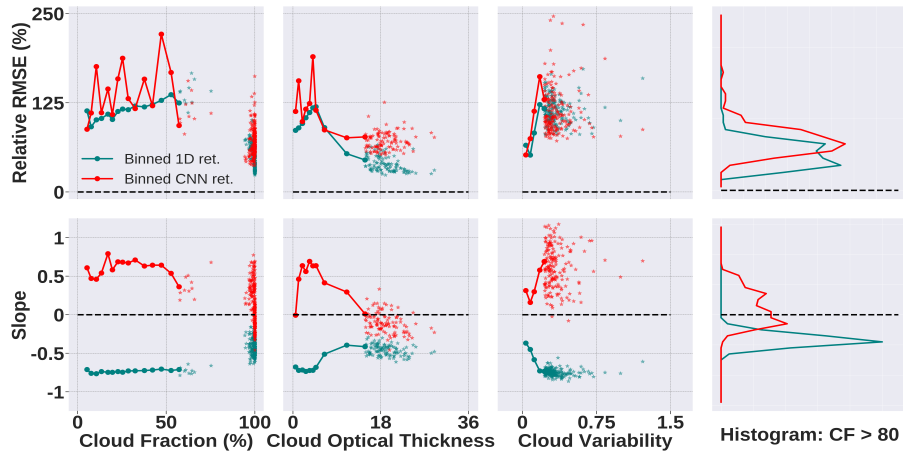 250
125
0
Relative RMSE (%)
Binned 1D ret.
Binned CNN ret.
1
0.5
0
-0.5
-1
Slope
0 50 100
0 18 36
0 0.75 1.5
Cloud Fraction (%) Cloud Optical Thickness Cloud Variability
Histogram: CF > 80